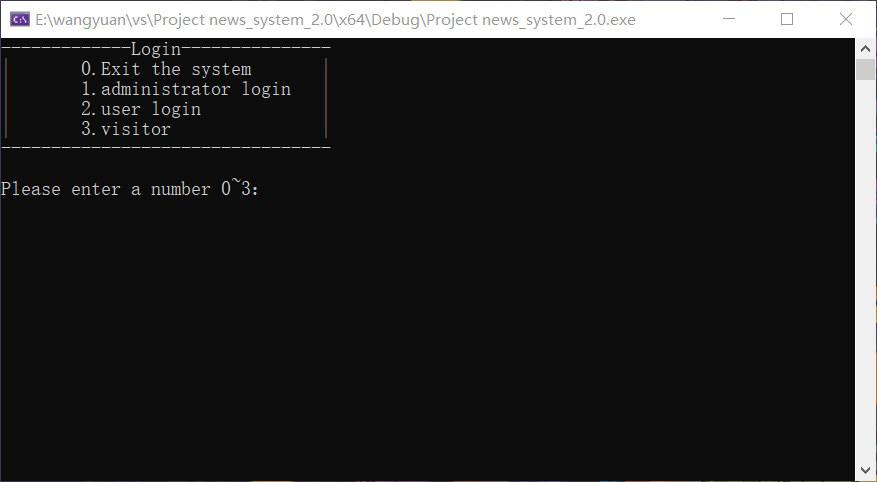 E:\wangyuan\vs\Project news_system_2.0\x64\Debug\Project news_system_2.0.exe
-------------Login---------------
|       0.Exit the system       |
|       1.administrator login   |
|       2.user login            |
|       3.visitor               |
---------------------------------
Please enter a number 0~3: